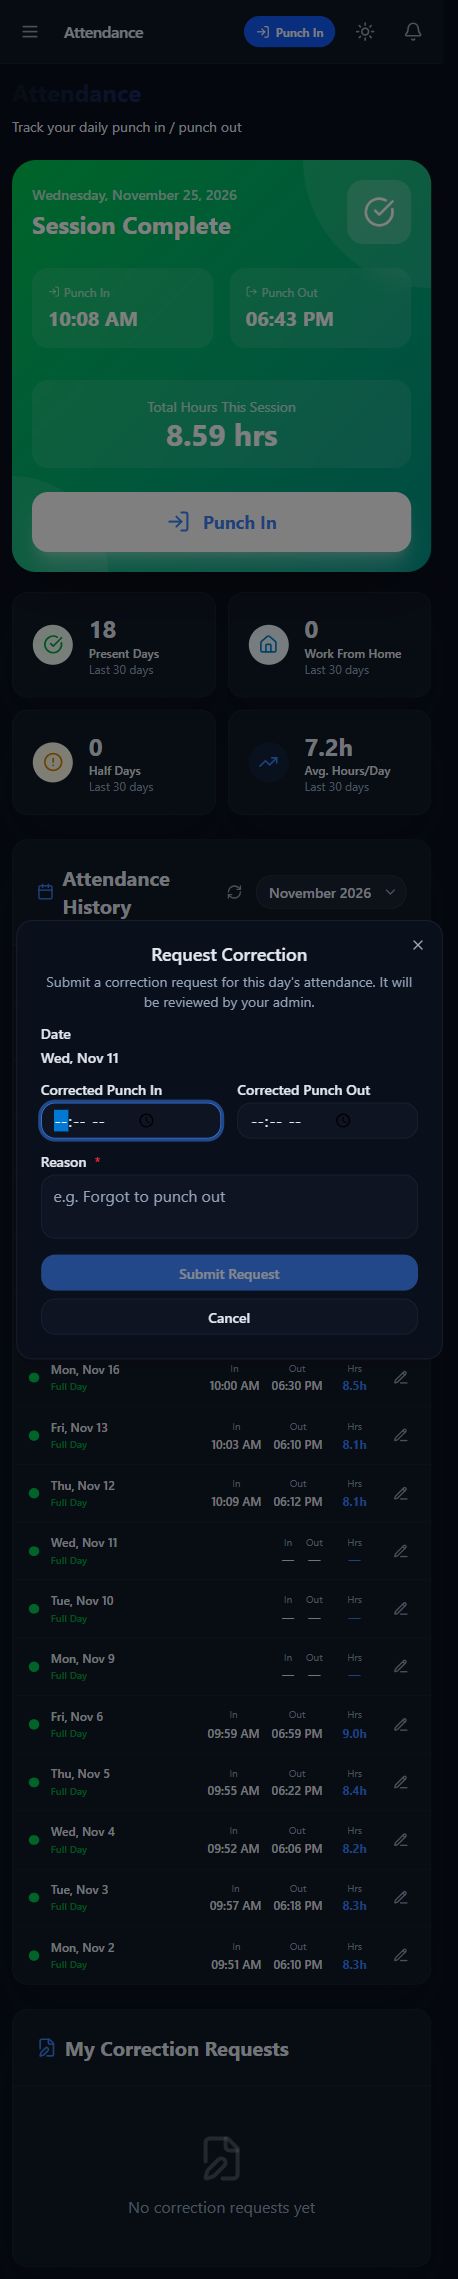 Attendance
Punch In
Attendance
Track your daily punch in / punch out
Wednesday, November 25, 2026
Session Complete
Punch In
Punch Out
10:08 AM
06:43 PM
Total Hours This Session
8.59 hrs
Punch In
18
Present Days
Last 30 days
0
Work From Home
Last 30 days
0
Half Days
Last 30 days
7.2h
Avg. Hours/Day
Last 30 days
Attendance
History
November 2026
Request Correction
Submit a correction request for this day's attendance. It will
be reviewed by your admin.
Date
Wed, Nov 11
Corrected Punch In
Corrected Punch Out
--:-- --
--:-- --
Reason *
e.g. Forgot to punch out
Submit Request
Cancel
Mon, Nov 16 In Out Hrs
Full Day 10:00 AM 06:30 PM 8.5h
Fri, Nov 13 In Out Hrs
Full Day 10:03 AM 06:10 PM 8.1h
Thu, Nov 12 In Out Hrs
Full Day 10:09 AM 06:12 PM 8.1h
Wed, Nov 11 In Out Hrs
Full Day — — —
Tue, Nov 10 In Out Hrs
Full Day — — —
Mon, Nov 9 In Out Hrs
Full Day — — —
Fri, Nov 6 In Out Hrs
Full Day 09:59 AM 06:59 PM 9.0h
Thu, Nov 5 In Out Hrs
Full Day 09:55 AM 06:22 PM 8.4h
Wed, Nov 4 In Out Hrs
Full Day 09:52 AM 06:06 PM 8.2h
Tue, Nov 3 In Out Hrs
Full Day 09:57 AM 06:18 PM 8.3h
Mon, Nov 2 In Out Hrs
Full Day 09:51 AM 06:10 PM 8.3h
My Correction Requests
No correction requests yet